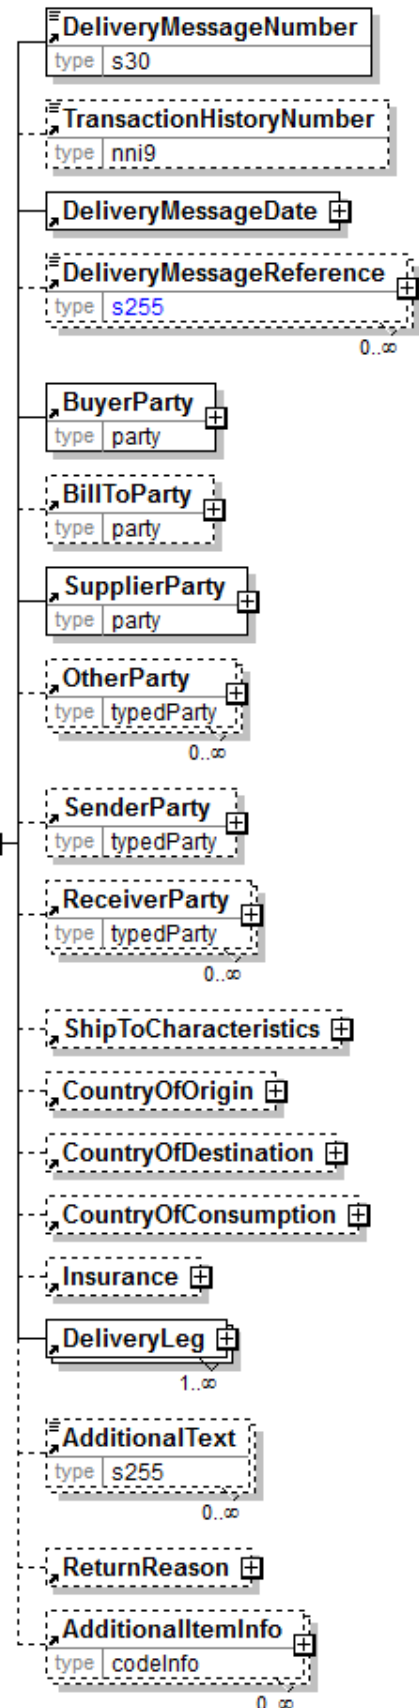 DeliveryMessageNumber
type s30
TransactionHistoryNumber
type nni9
DeliveryMessageDate
DeliveryMessageReference
type s255
0..∞
BuyerParty
type party
BillToParty
type party
SupplierParty
type party
OtherParty
type typedParty
0..∞
SenderParty
type typedParty
ReceiverParty
type typedParty
0..∞
ShipToCharacteristics
CountryOfOrigin
CountryOfDestination
CountryOfConsumption
Insurance
DeliveryLeg
1..∞
AdditionalText
type s255
0..∞
ReturnReason
AdditionalItemInfo
type codeInfo
0..∞